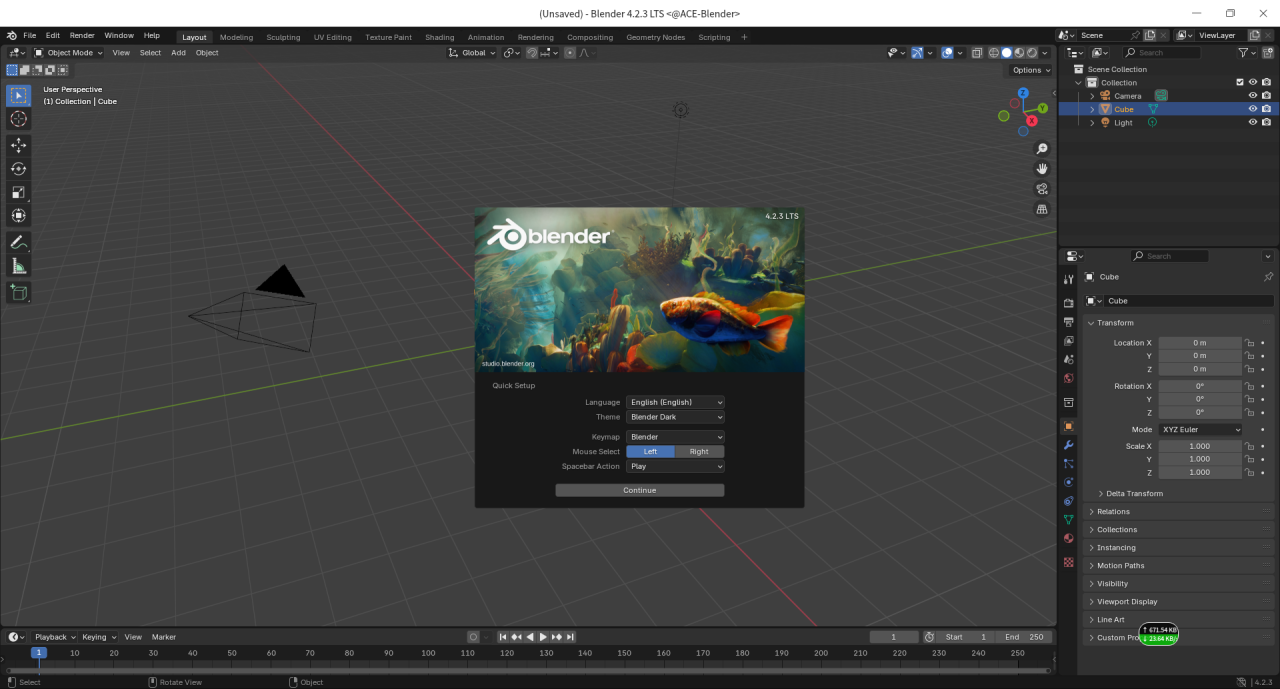 (Unsaved) - Blender 4.2.3 LTS <@ACE-Blender>
File Edit Render Window Help Layout Modeling Sculpting UV Editing Texture Paint Shading Animation Rendering Compositing Geometry Nodes Scripting + Scene ViewLayer
Object Mode View Select Add Object Global Search
Options
User Perspective
(1) Collection | Cube
Z
Y
X
Scene Collection
Collection
Camera
Cube
Light
4.2.3 LTS
blender
studio.blender.org
Quick Setup
Language English (English)
Theme Blender Dark
Keymap Blender
Mouse Select Left Right
Spacebar Action Play
Continue
Search
Cube
Cube
Transform
Location X 0 m
Y 0 m
Z 0 m
Rotation X 0°
Y 0°
Z 0°
Mode XYZ Euler
Scale X 1.000
Y 1.000
Z 1.000
Delta Transform
Relations
Collections
Instancing
Motion Paths
Visibility
Viewport Display
Line Art
Custom Pro
↑ 671.54 KB
↓ 23.64 KB/
Playback Keying View Marker 1 Start 1 End 250
1 10 20 30 40 50 60 70 80 90 100 110 120 130 140 150 160 170 180 190 200 210 220 230 240 250
Select Rotate View Object 4.2.3